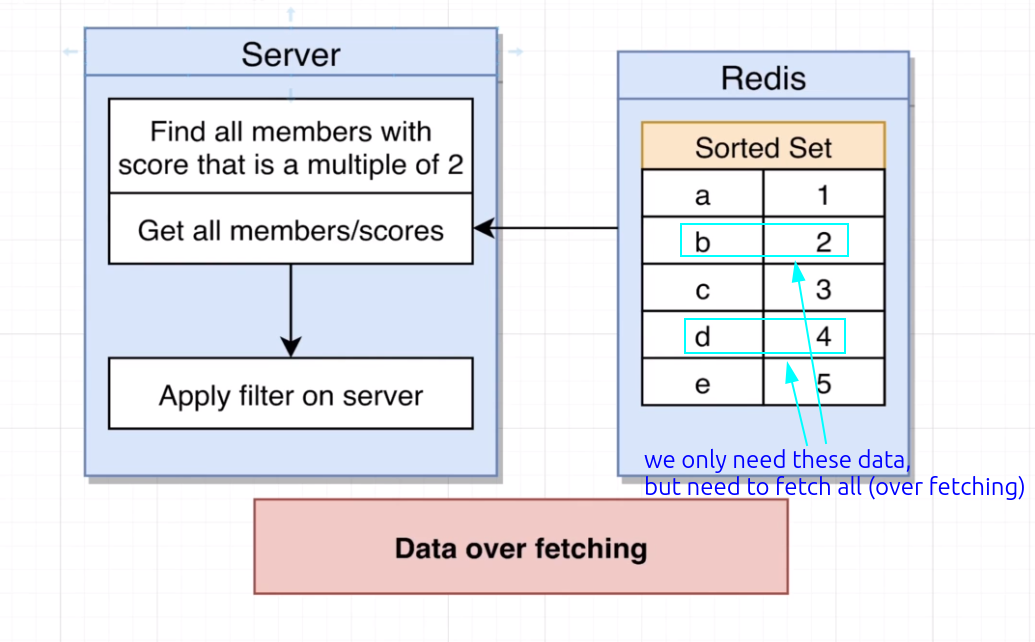 Server
Find all members with
score that is a multiple of 2
Get all members/scores
Apply filter on server
Redis
Sorted Set
a 1
b 2
c 3
d 4
e 5
we only need these data,
but need to fetch all (over fetching)
Data over fetching